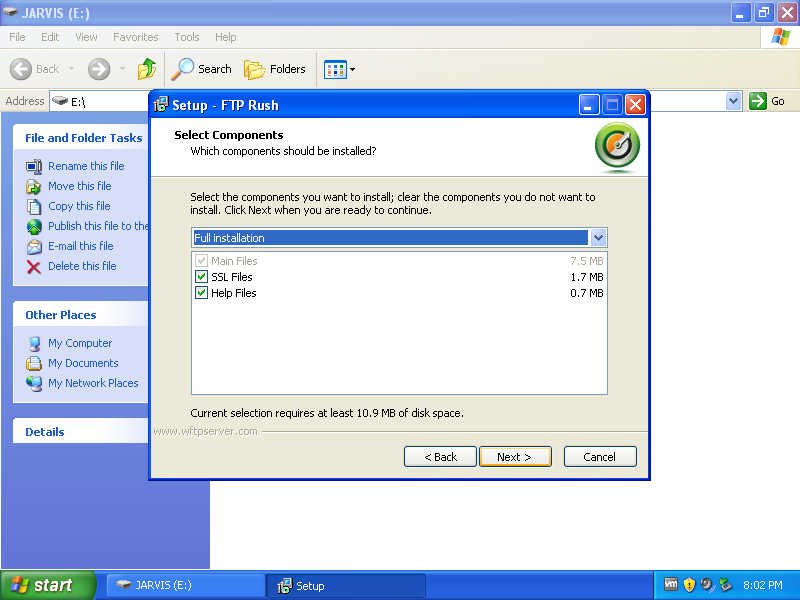 JARVIS (E:)
File Edit View Favorites Tools Help
Back Search Folders
Address E:\ Go
File and Folder Tasks
Rename this file
Move this file
Copy this file
Publish this file to the
E-mail this file
Delete this file
Other Places
My Computer
My Documents
My Network Places
Details
Setup - FTP Rush
Select Components
Which components should be installed?
Select the components you want to install; clear the components you do not want to
install. Click Next when you are ready to continue.
Full installation
Main Files 7.5 MB
SSL Files 1.7 MB
Help Files 0.7 MB
Current selection requires at least 10.9 MB of disk space.
www.wftpserver.com
< Back Next > Cancel
start JARVIS (E:) Setup vm 8:02 PM